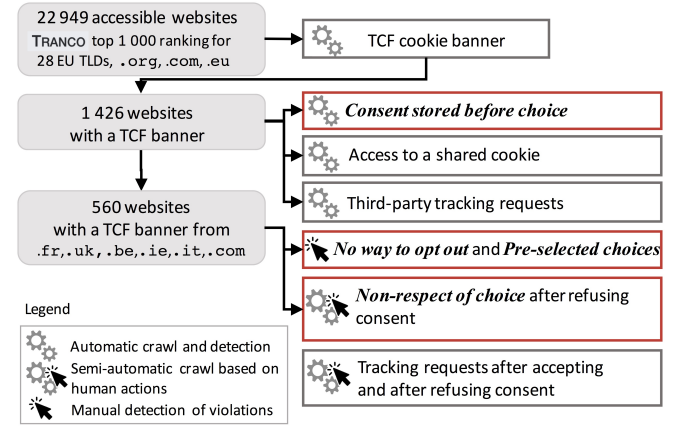 22 949 accessible websites
TRANCO top 1 000 ranking for
28 EU TLDs, .org, .com, .eu
TCF cookie banner
1 426 websites
with a TCF banner
Consent stored before choice
Access to a shared cookie
Third-party tracking requests
560 websites
with a TCF banner from
.fr,.uk,.be,.ie,.it,.com
No way to opt out and Pre-selected choices
Non-respect of choice after refusing
consent
Tracking requests after accepting
and after refusing consent
Legend
Automatic crawl and detection
Semi-automatic crawl based on
human actions
Manual detection of violations